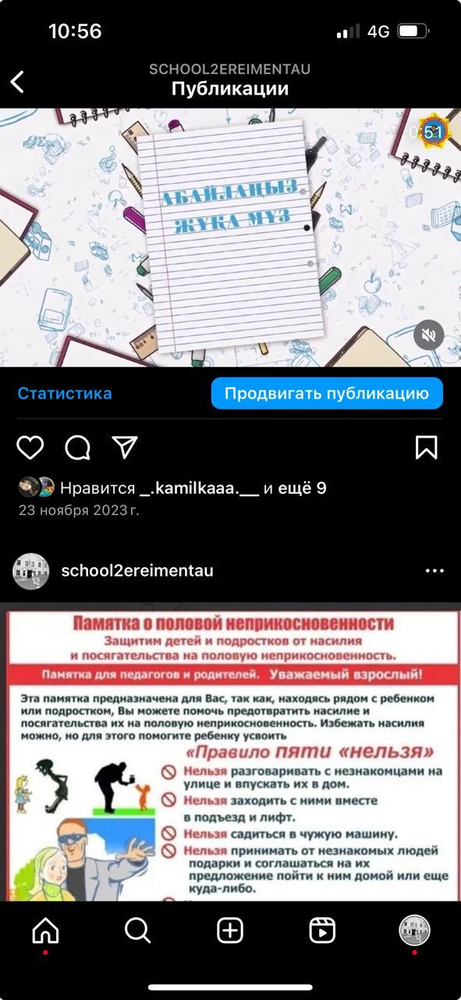 10:56
4G
SCHOOL2EREIMENTAU
Публикации
0:51
АБАЙЛАҢЫЗ
ЖҰҚА МҰЗ
Статистика
Продвигать публикацию
Нравится _.kamilkaaa.__ и ещё 9
23 ноября 2023 г.
school2ereimentau
Памятка о половой неприкосновенности
Защитим детей и подростков от насилия
и посягательства на половую неприкосновенность.
Памятка для педагогов и родителей. Уважаемый взрослый!
Эта памятка предназначена для Вас, так как, находясь рядом с ребенком
или подростком, Вы можете помочь предотвратить насилие и
посягательства их на половую неприкосновенность. Избежать насилия
можно, но для этого помогите ребенку усвоить
«Правило пяти «нельзя»
Нельзя разговаривать с незнакомцами на
улице и впускать их в дом.
Нельзя заходить с ними вместе
в подъезд и лифт.
Нельзя садиться в чужую машину.
Нельзя принимать от незнакомых людей
подарки и соглашаться на их
предложение пойти к ним домой или еще
куда-либо.